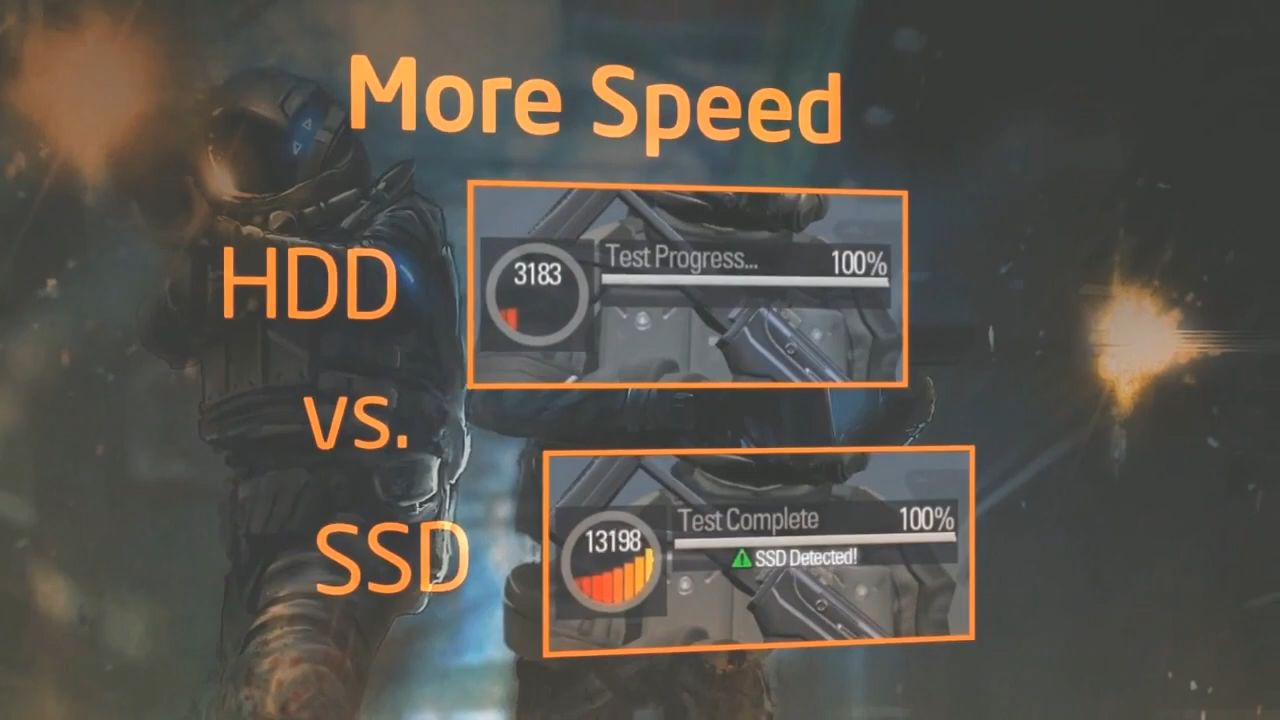 More Speed
HDD
3183
Test Progress...
100%
vs.
SSD
13198
Test Complete
100%
SSD Detected!